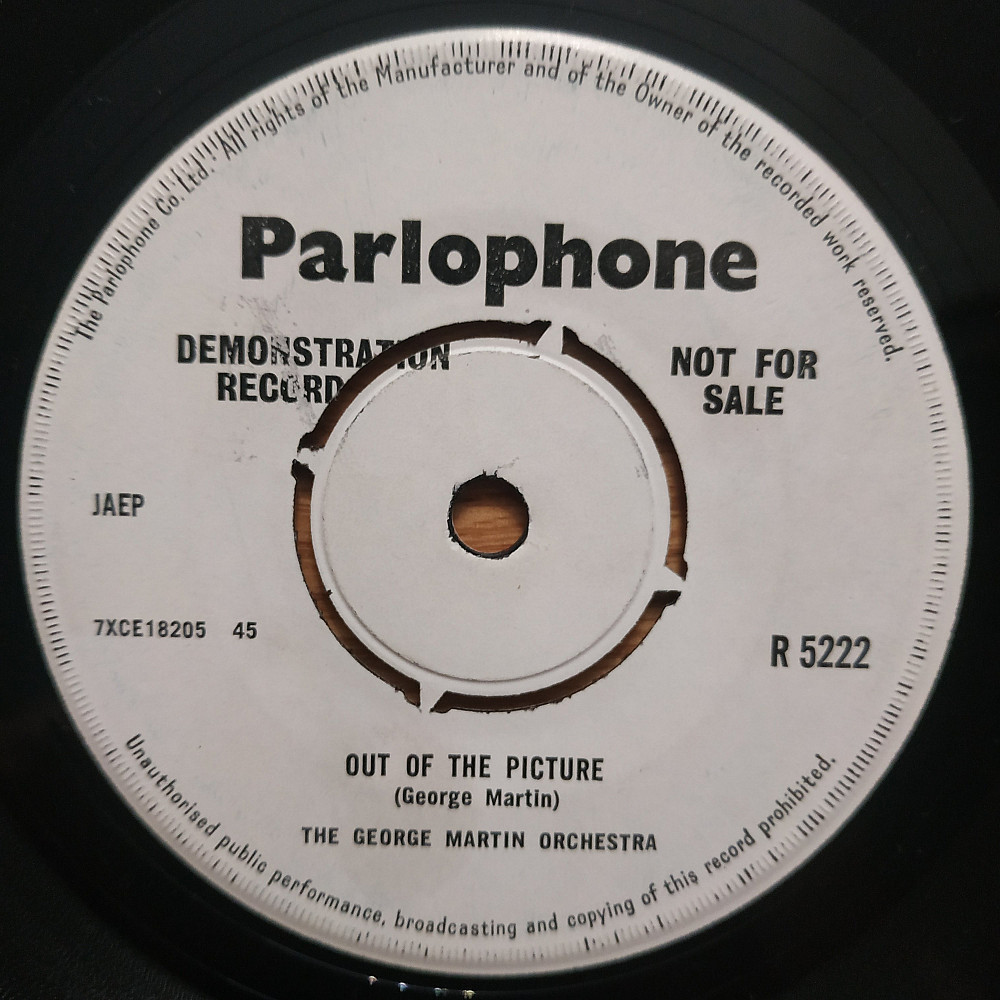 The Parlophone Co. Ltd. All rights of the Manufacturer and of the Owner of the recorded work reserved.
Parlophone
DEMONSTRATION NOT FOR
RECORD SALE
JAEP
7XCE18205 45
R 5222
OUT OF THE PICTURE
(George Martin)
THE GEORGE MARTIN ORCHESTRA
Unauthorised public performance, broadcasting and copying of this record prohibited.